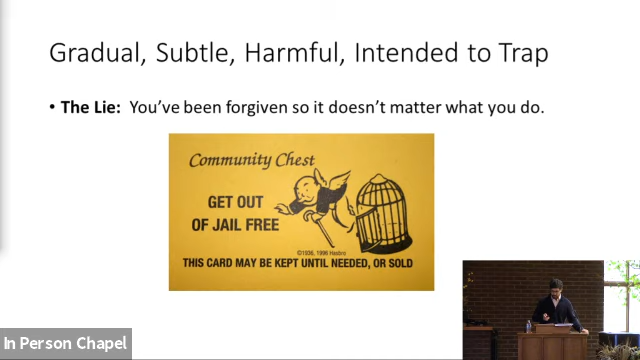 Gradual, Subtle, Harmful, Intended to Trap
• The Lie: You've been forgiven so it doesn't matter what you do.
Community Chest
GET OUT
OF JAIL FREE
©1936, 1996 Hasbro
THIS CARD MAY BE KEPT UNTIL NEEDED, OR SOLD
In Person Chapel